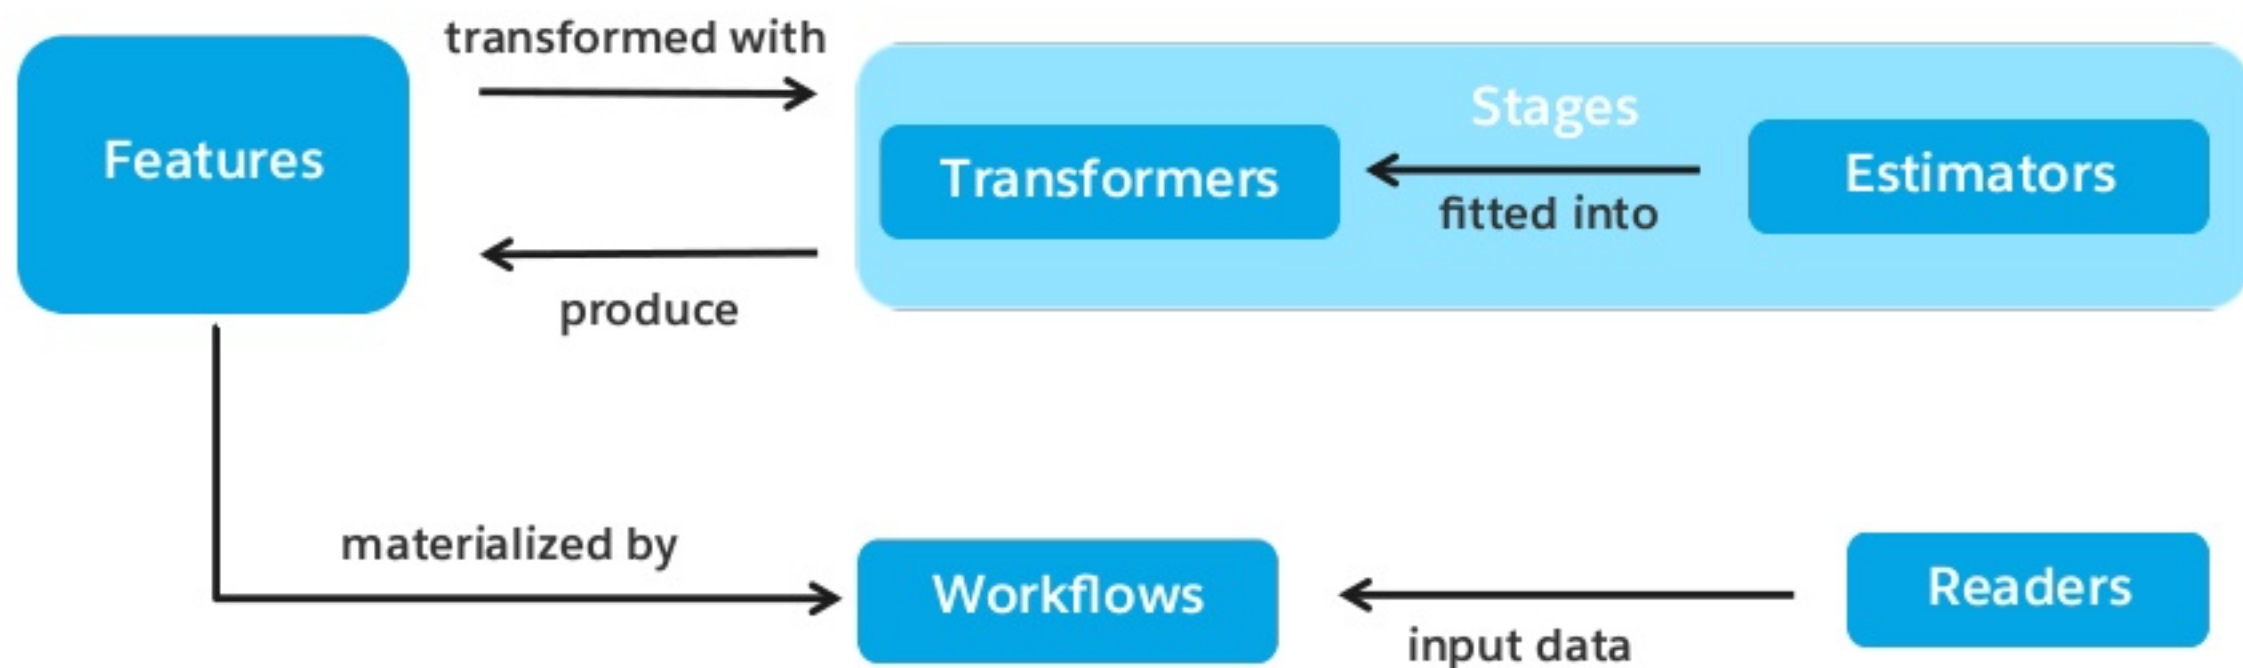 transformed with
Features
Stages
Transformers
Estimators
fitted into
produce
materialized by
Workflows
Readers
input data